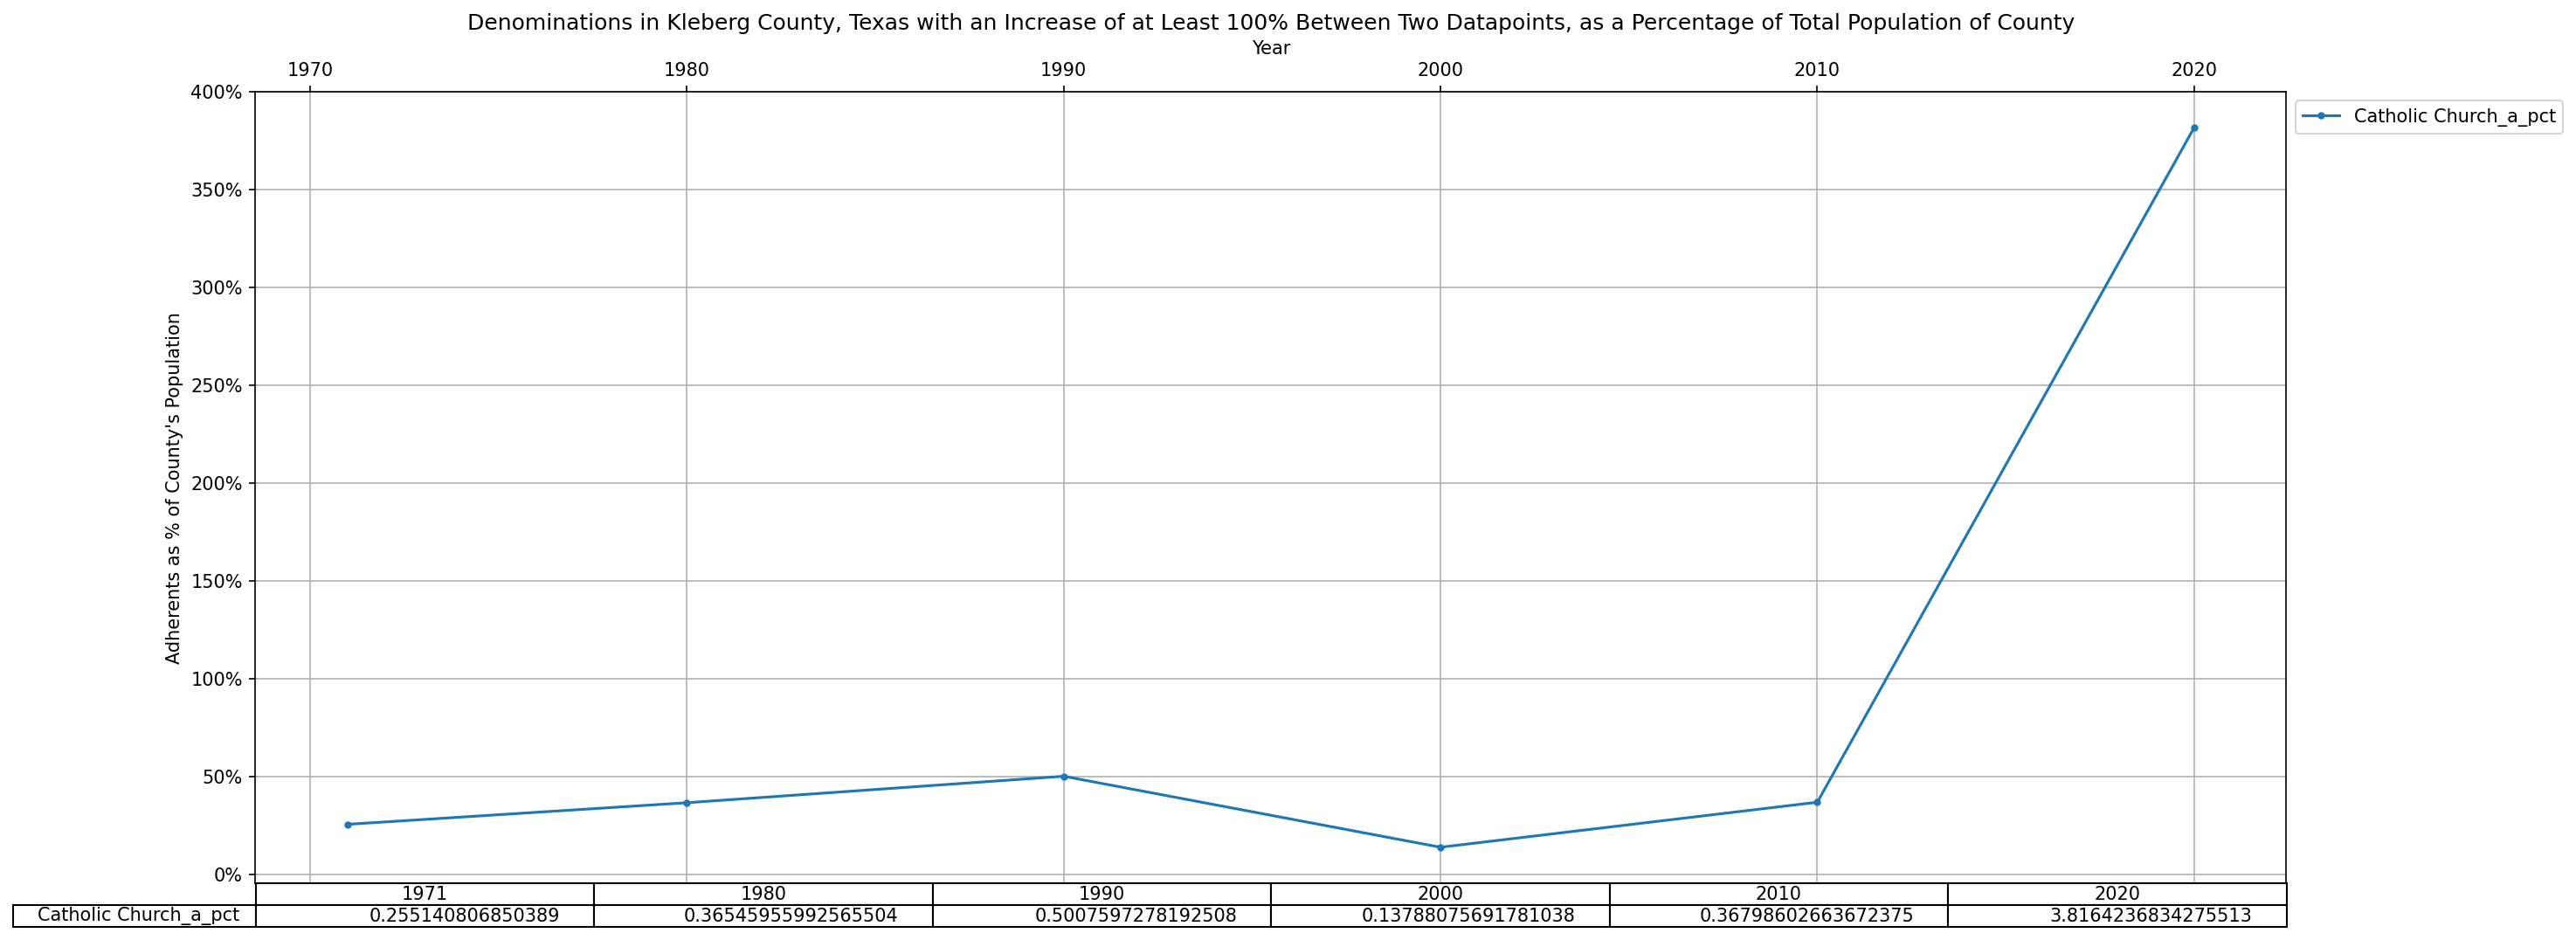 Denominations in Kleberg County, Texas with an Increase of at Least 100% Between Two Datapoints, as a Percentage of Total Population of County
Year
1970 1980 1990 2000 2010 2020
400%
Catholic Church_a_pct
350%
300%
250%
200%
150%
100%
50%
0%
Adherents as % of County's Population
1971 1980 1990 2000 2010 2020
Catholic Church_a_pct 0.255140806850389 0.36545955992565504 0.5007597278192508 0.13788075691781038 0.36798602663672375 3.8164236834275513